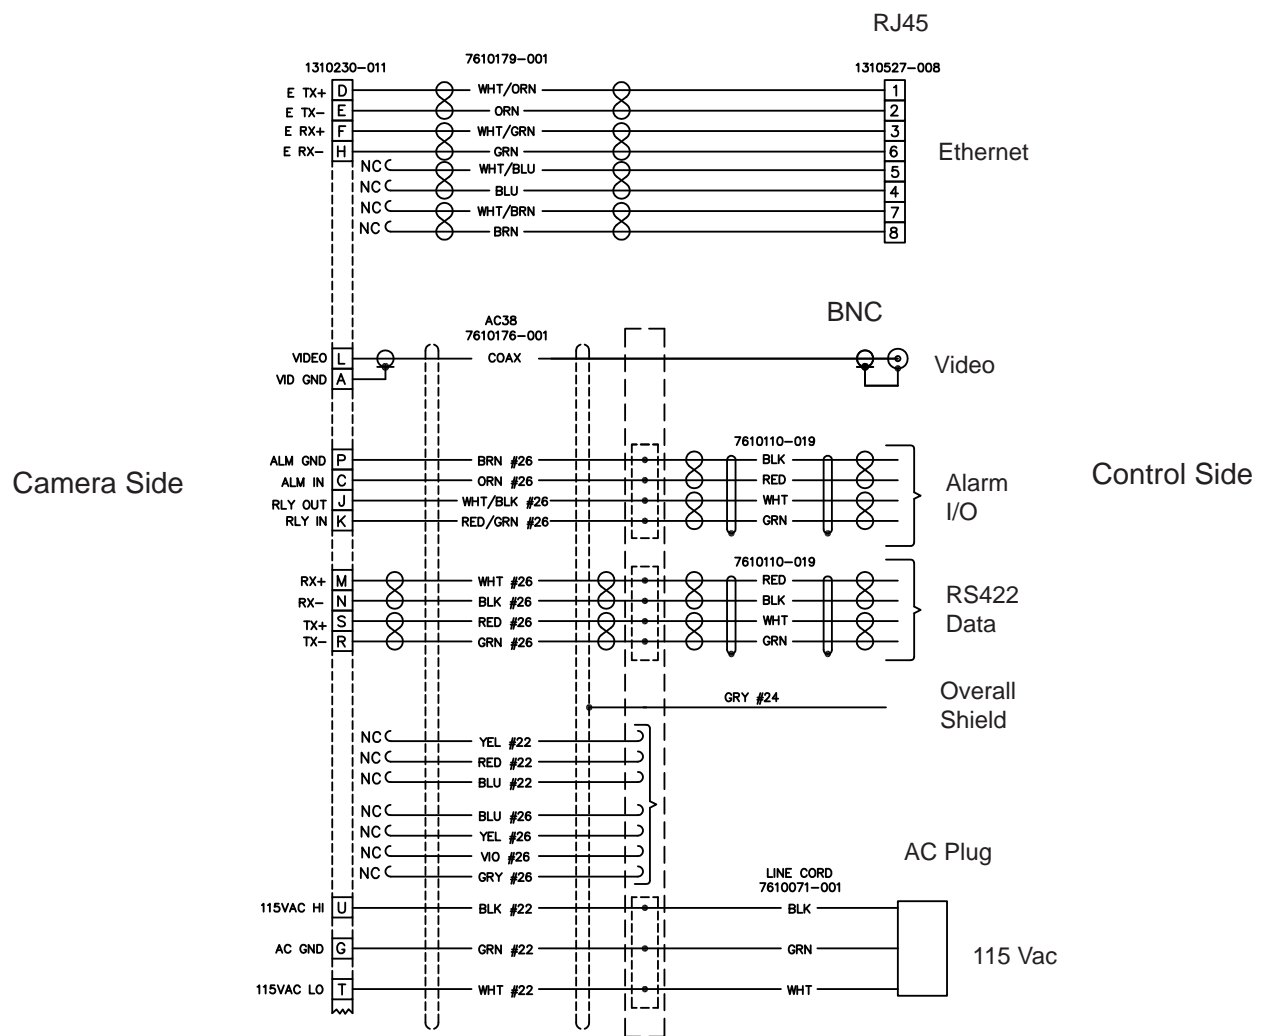 RJ45
1310230-011 7610179-001 1310527-008
E TX+ D WHT/ORN 1
E TX- E ORN 2
E RX+ F WHT/GRN 3
E RX- H GRN 6
Ethernet
NC WHT/BLU 5
NC BLU 4
NC WHT/BRN 7
NC BRN 8
BNC
AC38
7610176-001
VIDEO L COAX
Video
VID GND A
Camera Side
Control Side
7610110-019
ALM GND P BRN #26 BLK
ALM IN C ORN #26 RED
RLY OUT J WHT/BLK #26 WHT
RLY IN K RED/GRN #26 GRN
Alarm
I/O
7610110-019
RX+ M WHT #26 RED
RX- N BLK #26 BLK
TX+ S RED #26 WHT
TX- R GRN #26 GRN
RS422
Data
GRY #24
Overall
Shield
NC YEL #22
NC RED #22
NC BLU #22
NC BLU #26
NC YEL #26
NC VIO #26
NC GRY #26
AC Plug
LINE CORD
7610071-001
115VAC HI U BLK #22 BLK
AC GND G GRN #22 GRN
115 Vac
115VAC LO T WHT #22 WHT